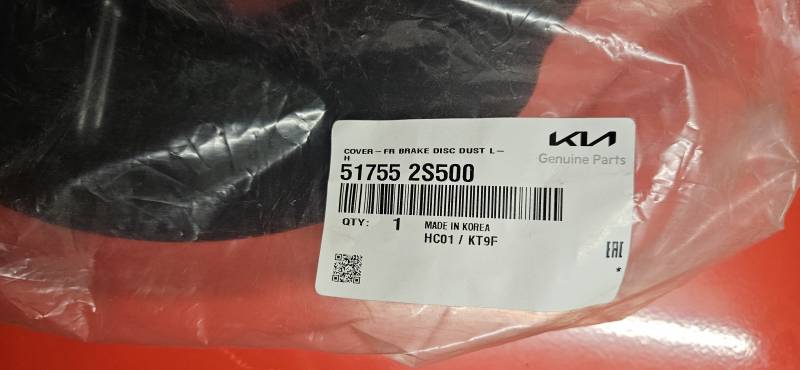 KIA
Genuine Parts
COVER-FR BRAKE DISC DUST L-
H
51755 2S500
QTY: 1 MADE IN KOREA
HC01 / KT9F
EAC
*